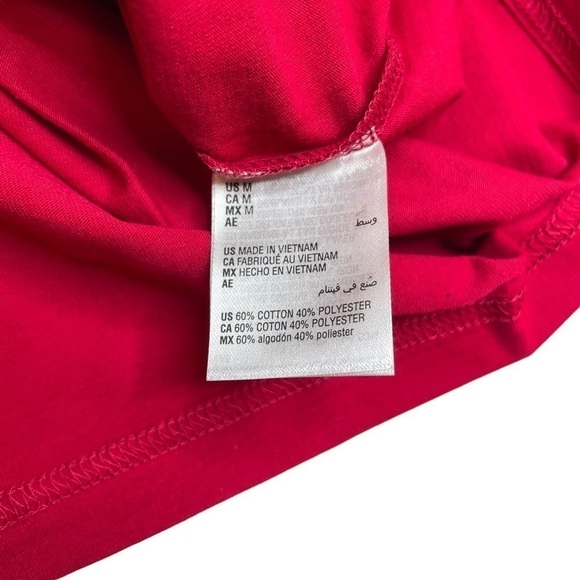 US M
CA M
MX M
AE وسط
US MADE IN VIETNAM
CA FABRIQUÉ AU VIETNAM
MX HECHO EN VIETNAM
AE صُنع في فيتنام
US 60% COTTON 40% POLYESTER
CA 60% COTON 40% POLYESTER
MX 60% algodón 40% poliester